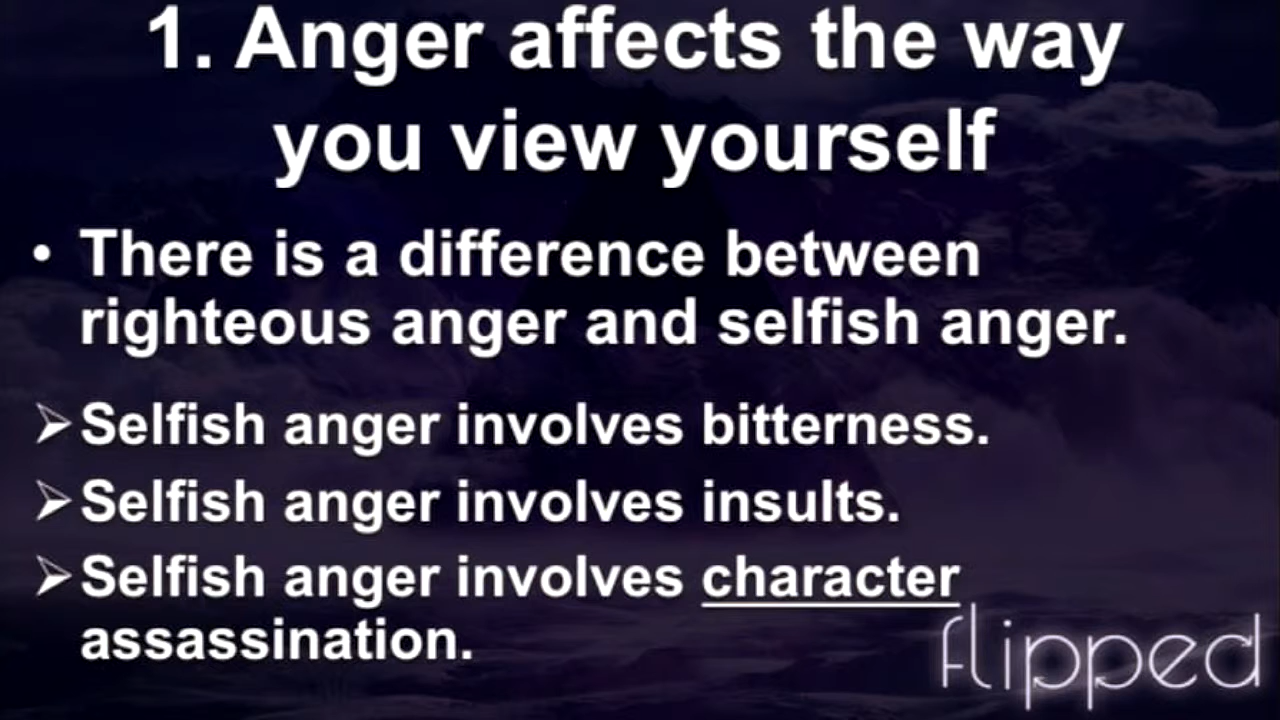 1. Anger affects the way
you view yourself
• There is a difference between
righteous anger and selfish anger.
➢ Selfish anger involves bitterness.
➢ Selfish anger involves insults.
➢ Selfish anger involves character
assassination.
flipped